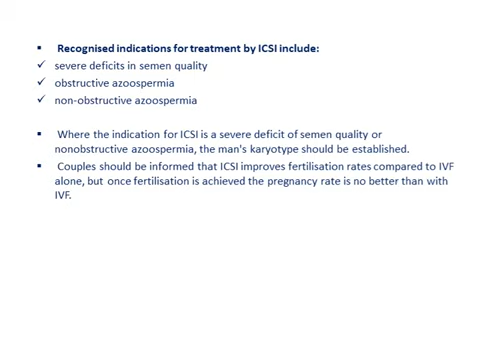 ▪ Recognised indications for treatment by ICSI include:
✓ severe deficits in semen quality
✓ obstructive azoospermia
✓ non-obstructive azoospermia
▪ Where the indication for ICSI is a severe deficit of semen quality or
nonobstructive azoospermia, the man's karyotype should be established.
▪ Couples should be informed that ICSI improves fertilisation rates compared to IVF
alone, but once fertilisation is achieved the pregnancy rate is no better than with
IVF.